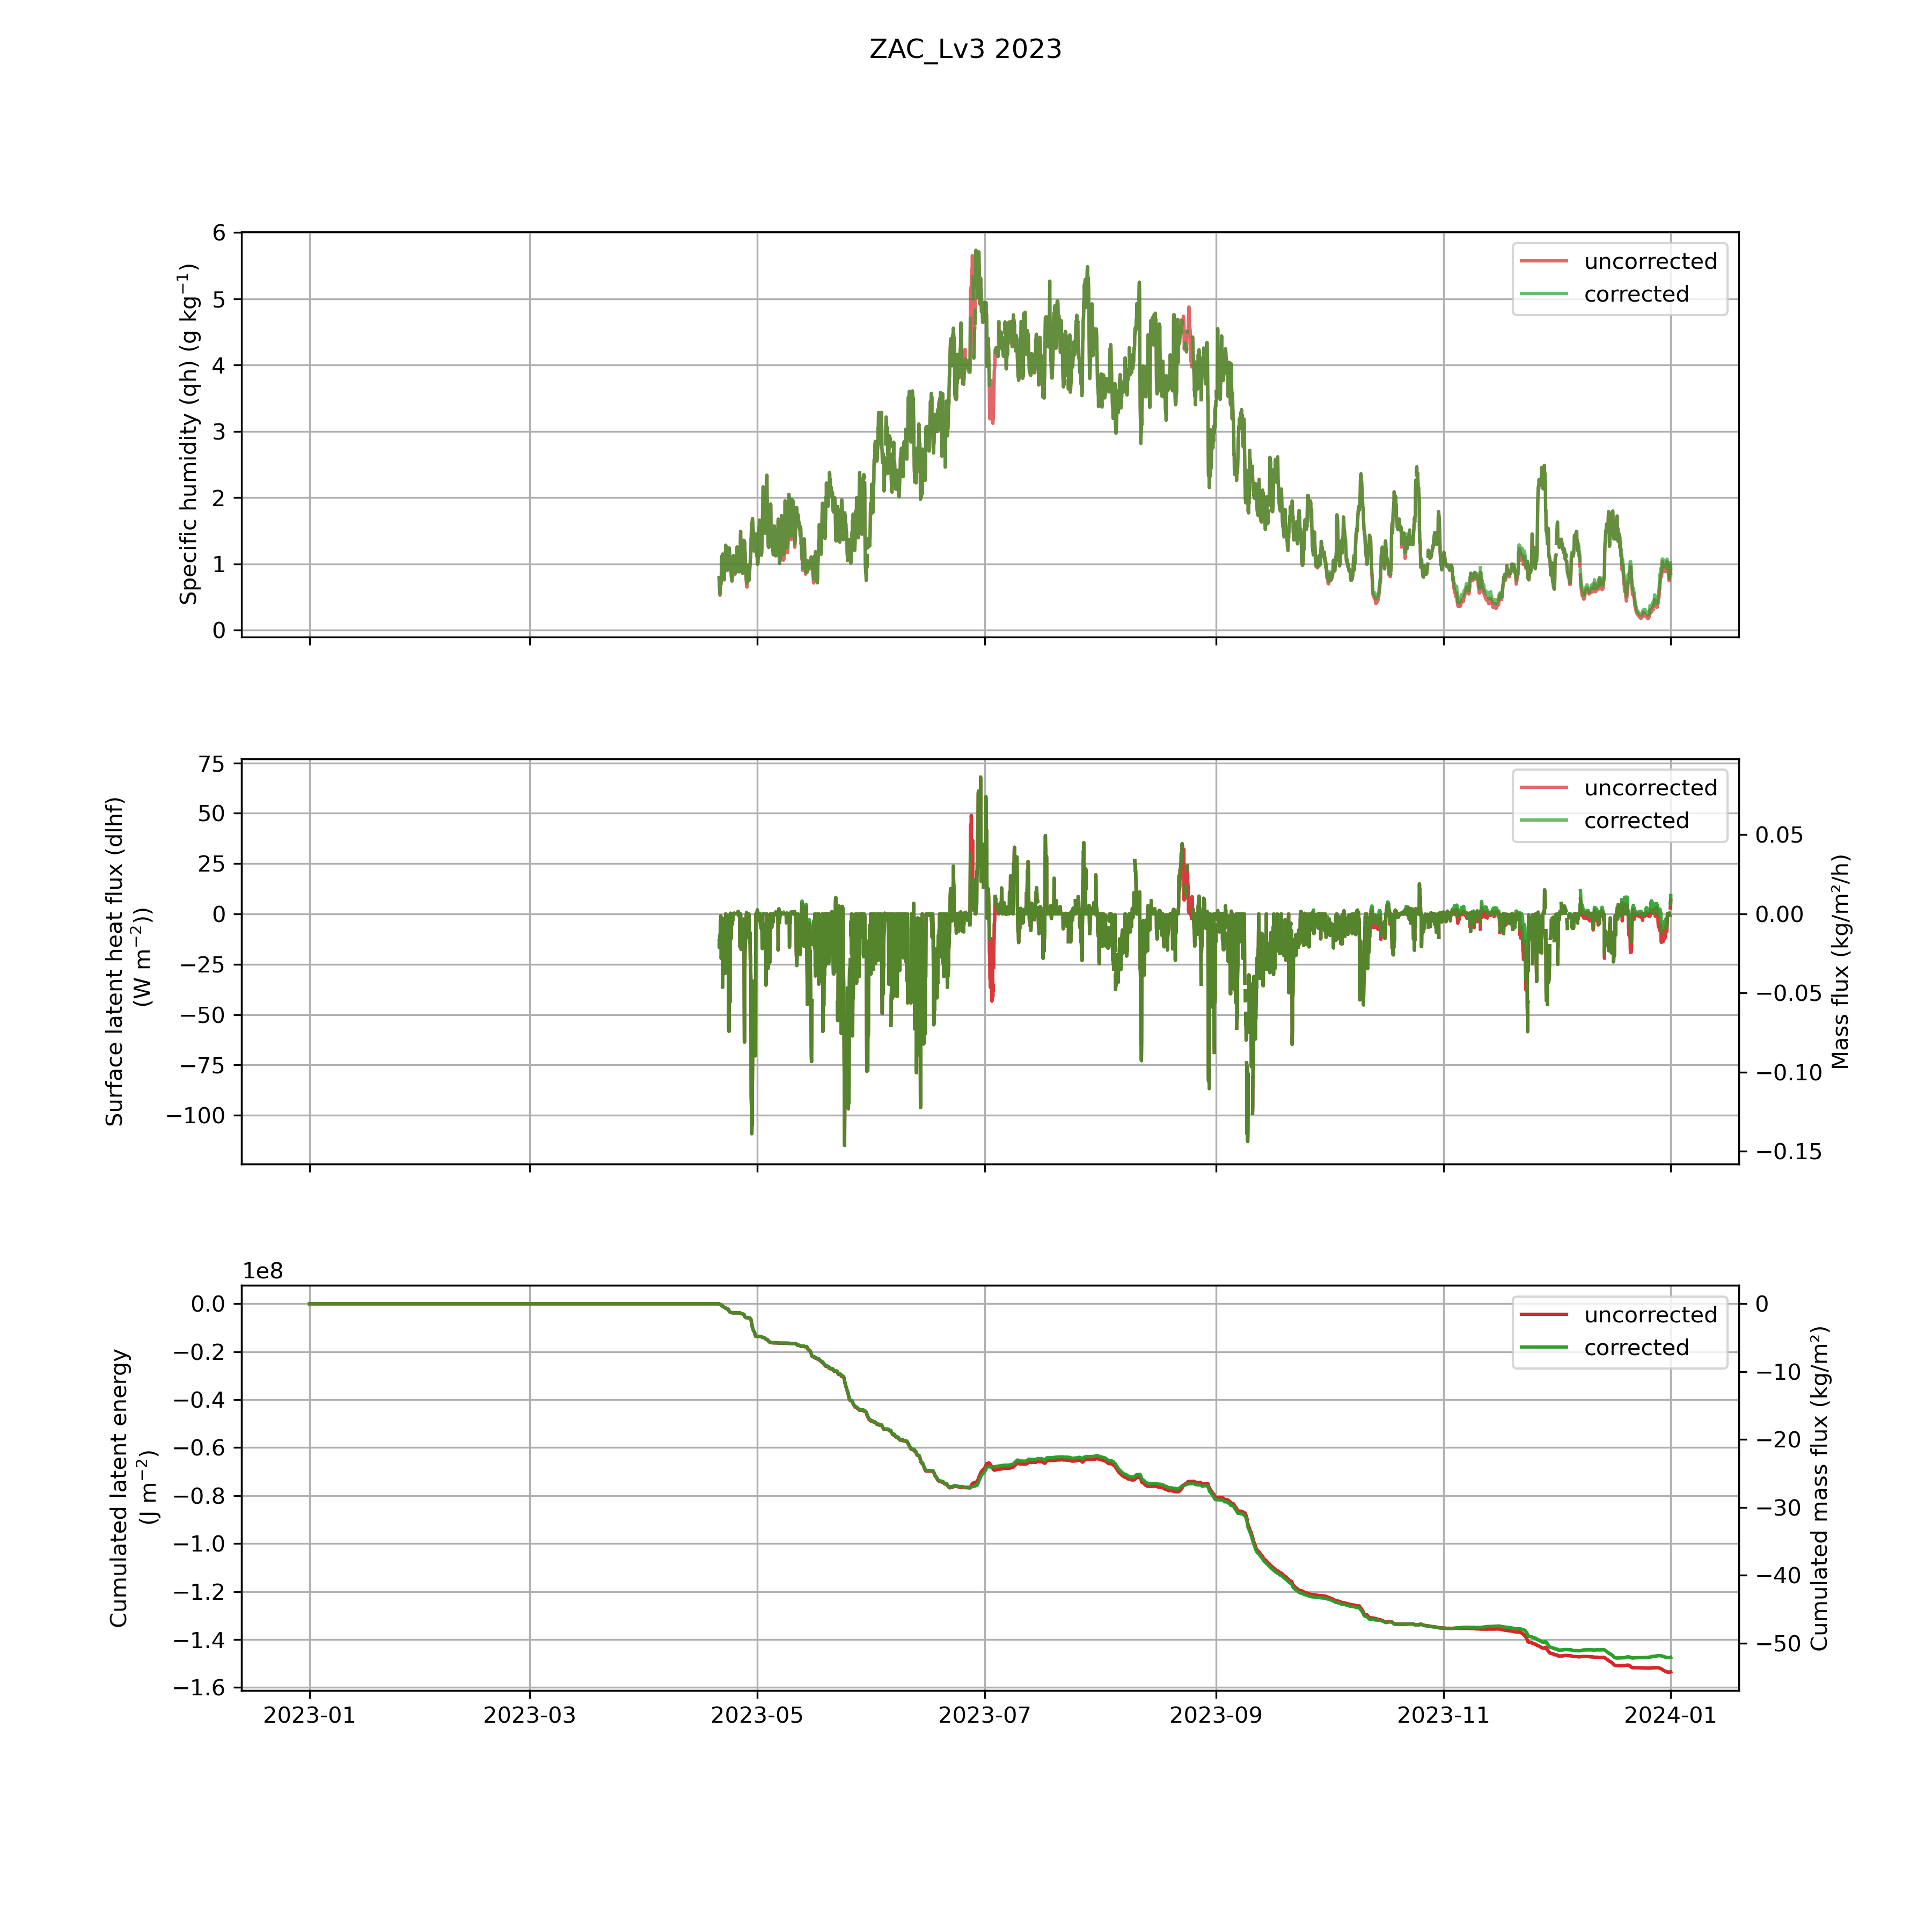 ZAC_Lv3 2023
Specific humidity (qh) (g kg⁻¹)
6
5
4
3
2
1
0
uncorrected
corrected
Surface latent heat flux (dlhf)
(W m⁻²))
75
50
25
0
−25
−50
−75
−100
uncorrected
corrected
0.05
0.00
−0.05
−0.10
−0.15
Mass flux (kg/m²/h)
1e8
Cumulated latent energy
(J m⁻²)
0.0
−0.2
−0.4
−0.6
−0.8
−1.0
−1.2
−1.4
−1.6
uncorrected
corrected
0
−10
−20
−30
−40
−50
Cumulated mass flux (kg/m²)
2023-01 2023-03 2023-05 2023-07 2023-09 2023-11 2024-01